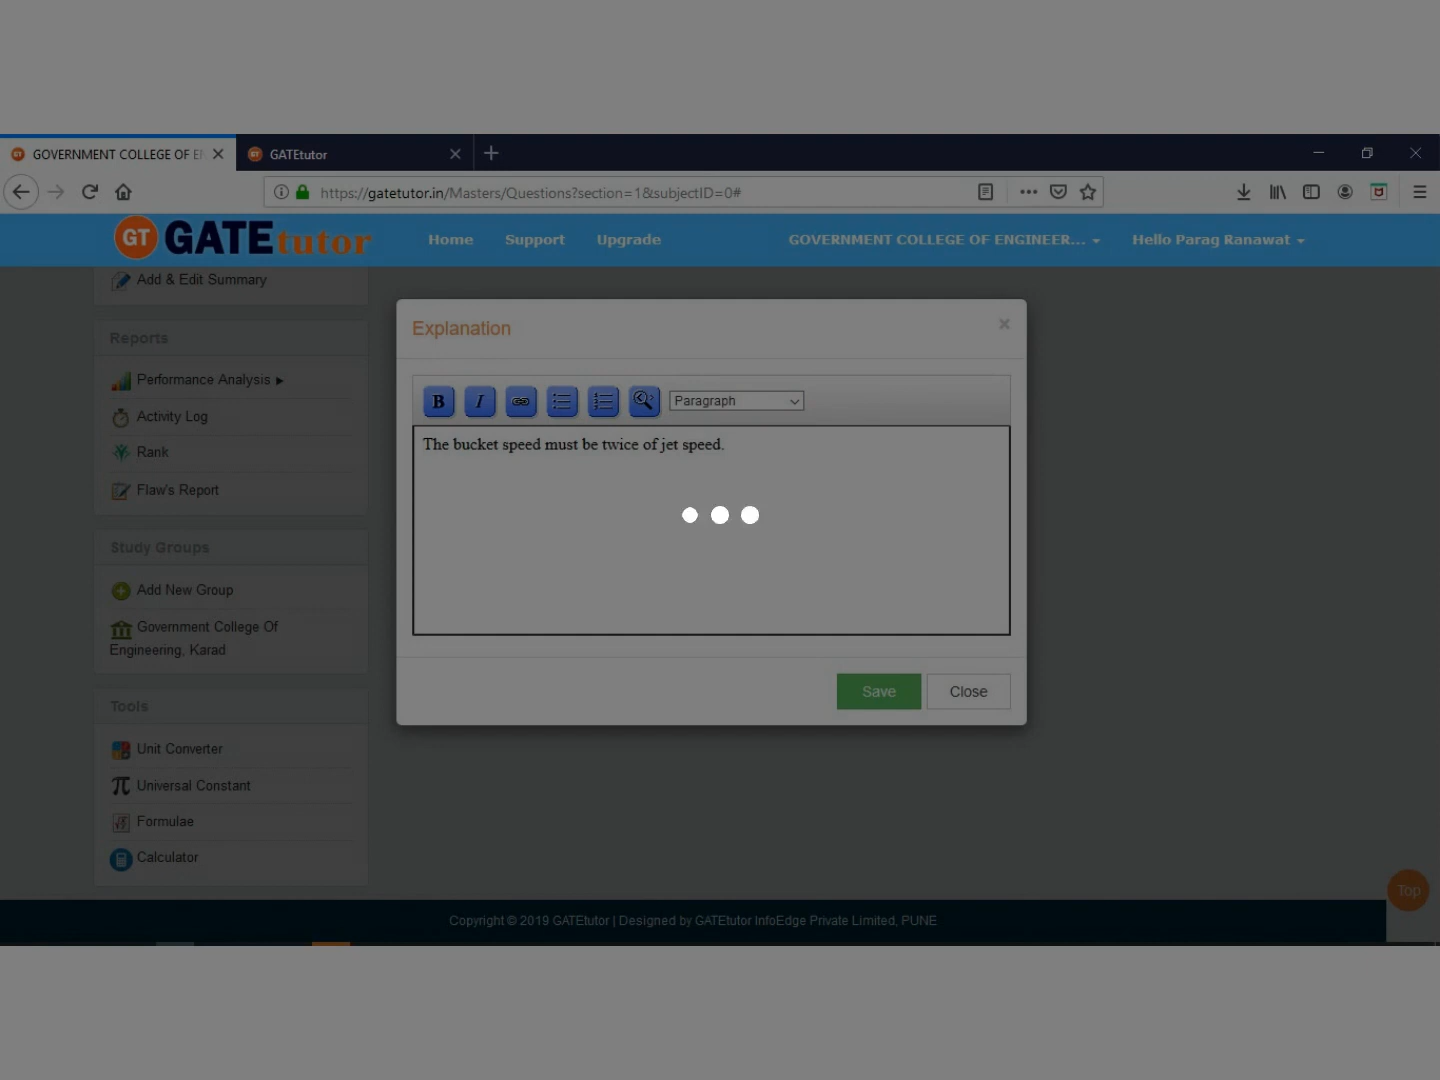 GOVERNMENT COLLEGE OF E
GATEtutor
https://gatetutor.in/Masters/Questions?section=1&subjectID=0#
GT GATEtutor
Home
Support
Upgrade
GOVERNMENT COLLEGE OF ENGINEER...
Hello Parag Ranawat
Add & Edit Summary
Reports
Performance Analysis
Activity Log
Rank
Flaw's Report
Study Groups
Add New Group
Government College Of
Engineering, Karad
Tools
Unit Converter
Universal Constant
Formulae
Calculator
Explanation
B I
Paragraph
The bucket speed must be twice of jet speed.
Save
Close
Top
Copyright © 2019 GATEtutor | Designed by GATEtutor InfoEdge Private Limited, PUNE